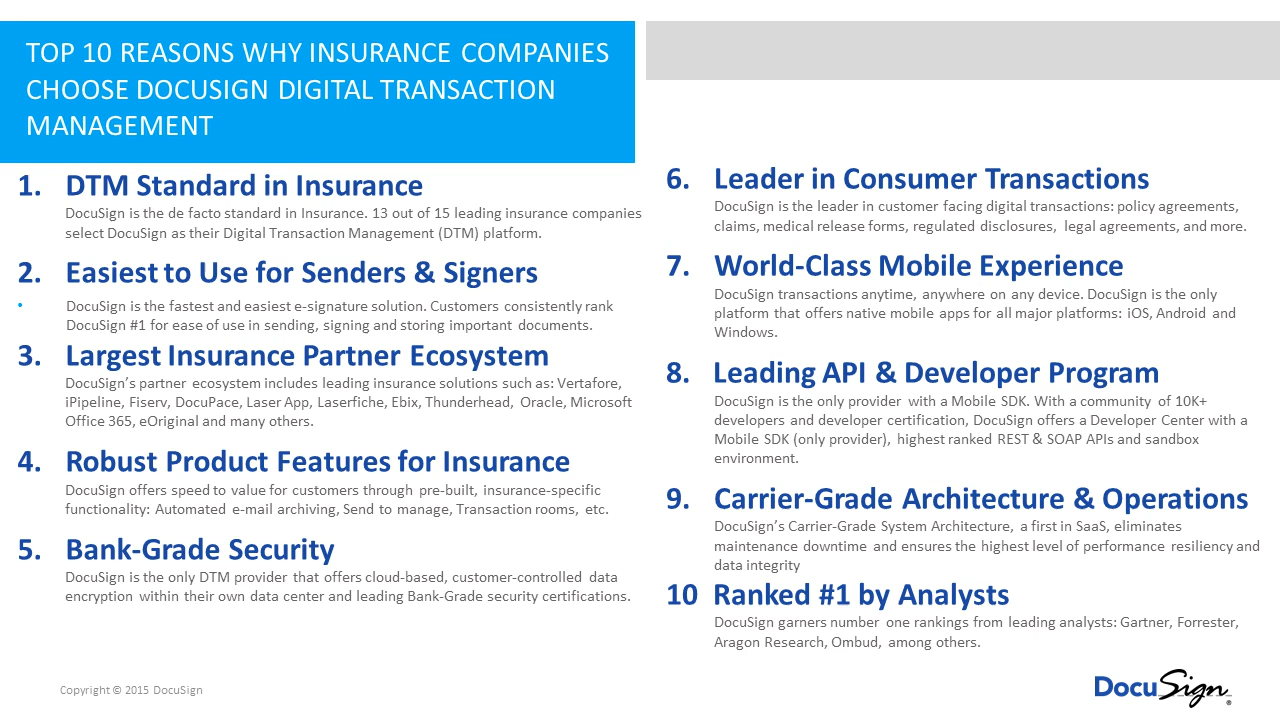 TOP 10 REASONS WHY INSURANCE COMPANIES
CHOOSE DOCUSIGN DIGITAL TRANSACTION
MANAGEMENT
1. DTM Standard in Insurance
DocuSign is the de facto standard in Insurance. 13 out of 15 leading insurance companies
select DocuSign as their Digital Transaction Management (DTM) platform.
2. Easiest to Use for Senders & Signers
• DocuSign is the fastest and easiest e-signature solution. Customers consistently rank
DocuSign #1 for ease of use in sending, signing and storing important documents.
3. Largest Insurance Partner Ecosystem
DocuSign’s partner ecosystem includes leading insurance solutions such as: Vertafore,
iPipeline, Fiserv, DocuPace, Laser App, Laserfiche, Ebix, Thunderhead, Oracle, Microsoft
Office 365, eOriginal and many others.
4. Robust Product Features for Insurance
DocuSign offers speed to value for customers through pre-built, insurance-specific
functionality: Automated e-mail archiving, Send to manage, Transaction rooms, etc.
5. Bank-Grade Security
DocuSign is the only DTM provider that offers cloud-based, customer-controlled data
encryption within their own data center and leading Bank-Grade security certifications.
6. Leader in Consumer Transactions
DocuSign is the leader in customer facing digital transactions: policy agreements,
claims, medical release forms, regulated disclosures, legal agreements, and more.
7. World-Class Mobile Experience
DocuSign transactions anytime, anywhere on any device. DocuSign is the only
platform that offers native mobile apps for all major platforms: iOS, Android and
Windows.
8. Leading API & Developer Program
DocuSign is the only provider with a Mobile SDK. With a community of 10K+
developers and developer certification, DocuSign offers a Developer Center with a
Mobile SDK (only provider), highest ranked REST & SOAP APIs and sandbox
environment.
9. Carrier-Grade Architecture & Operations
DocuSign’s Carrier-Grade System Architecture, a first in SaaS, eliminates
maintenance downtime and ensures the highest level of performance resiliency and
data integrity
10 Ranked #1 by Analysts
DocuSign garners number one rankings from leading analysts: Gartner, Forrester,
Aragon Research, Ombud, among others.
Copyright © 2015 DocuSign
DocuSign®